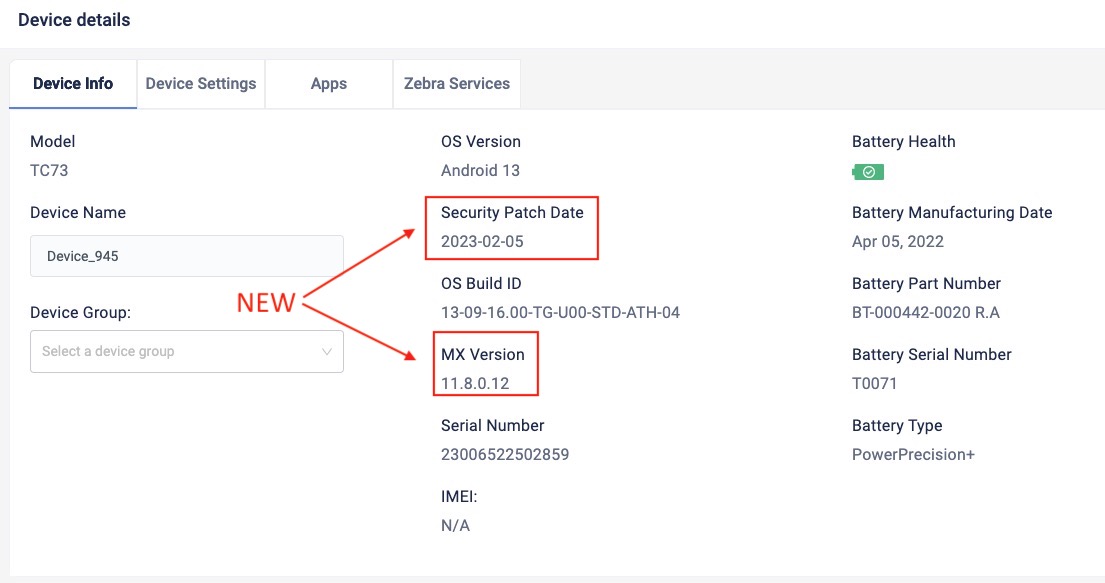 Device details
Device Info
Device Settings
Apps
Zebra Services
Model
TC73
Device Name
Device_945
Device Group:
Select a device group
NEW
OS Version
Android 13
Security Patch Date
2023-02-05
OS Build ID
13-09-16.00-TG-U00-STD-ATH-04
MX Version
11.8.0.12
Serial Number
23006522502859
IMEI:
N/A
Battery Health
Battery Manufacturing Date
Apr 05, 2022
Battery Part Number
BT-000442-0020 R.A
Battery Serial Number
T0071
Battery Type
PowerPrecision+